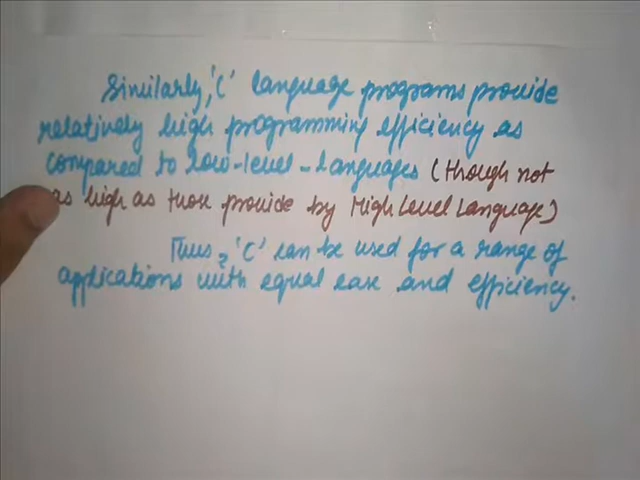 Similarly, 'C' language programs provide
relatively high programming efficiency as
compared to low-level-languages (though not
as high as those provide by High Level Language)
Thus, 'C' can be used for a range of
applications with equal ease and efficiency.